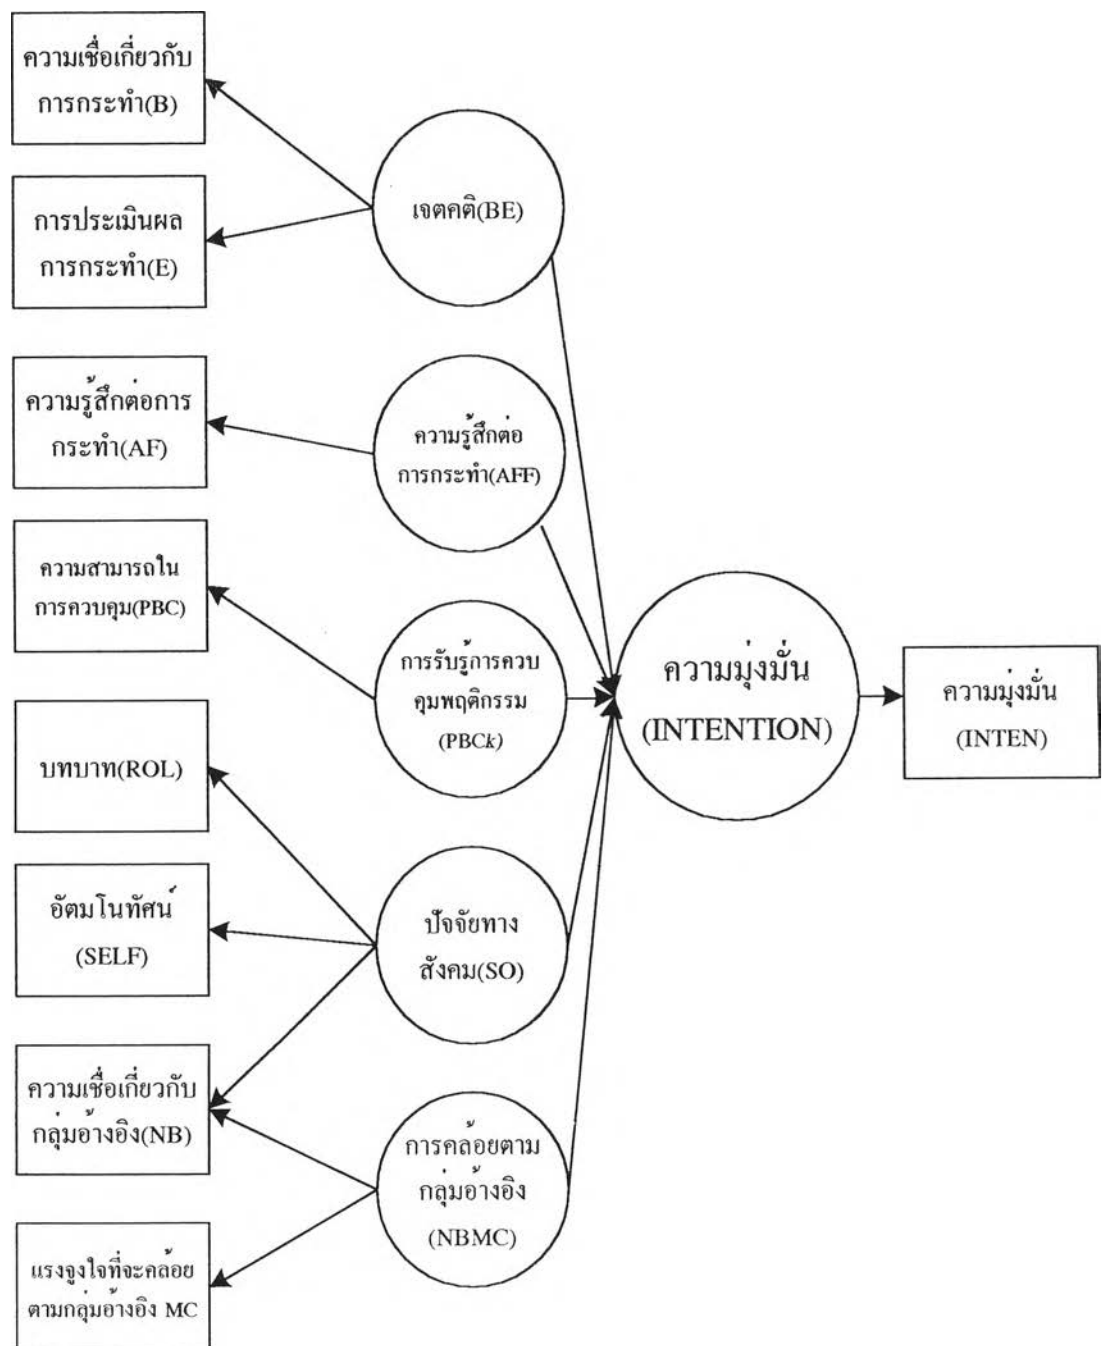 ความเชื่อเกี่ยวกับ
การกระทำ(B)
การประเมินผล
การกระทำ(E)
ความรู้สึกต่อการ
กระทำ(AF)
ความสามารถใน
การควบคุม(PBC)
บทบาท(ROL)
อัตมโนทัศน์
(SELF)
ความเชื่อเกี่ยวกับ
กลุ่มอ้างอิง(NB)
แรงจูงใจที่จะคล้อย
ตามกลุ่มอ้างอิง MC
เจตคติ(BE)
ความรู้สึกต่อ
การกระทำ(AFF)
การรับรู้การควบ
คุมพฤติกรรม
(PBCk)
ปัจจัยทาง
สังคม(SO)
การคล้อยตาม
กลุ่มอ้างอิง
(NBMC)
ความมุ่งมั่น
(INTENTION)
ความมุ่งมั่น
(INTEN)